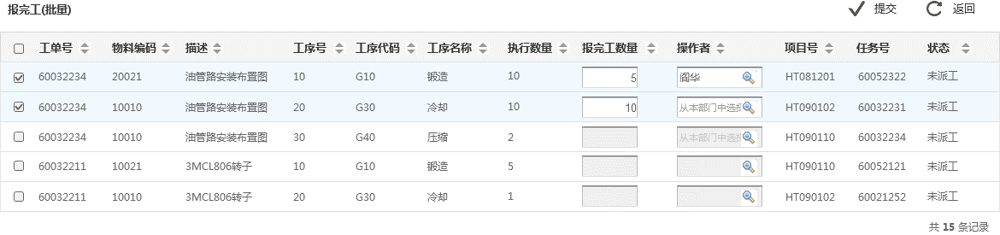 报完工(批量) 提交 返回
工单号 物料编码 描述 工序号 工序代码 工序名称 执行数量 报完工数量 操作者 项目号 任务号 状态
60032234 20021 油管路安装布置图 10 G10 锻造 10 5 阎华 HT081201 60052322 未派工
60032234 10010 油管路安装布置图 20 G30 冷却 10 10 从本部门中选择 HT090102 60032231 未派工
60032234 10010 油管路安装布置图 30 G40 压缩 2 从本部门中选择 HT090110 60032234 未派工
60032211 10021 3MCL806转子 10 G10 锻造 5 HT090110 60052121 未派工
60032211 10010 3MCL806转子 20 G30 冷却 1 HT090102 60021252 未派工
共 15 条记录